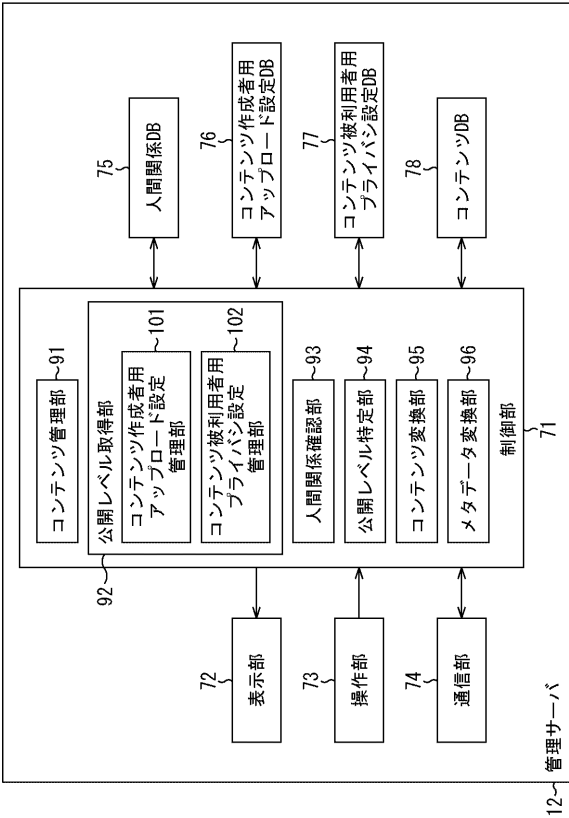 75
人間関係DB
76
コンテンツ作成者用
アップロード設定DB
77
コンテンツ被利用者用
プライバシ設定DB
78
コンテンツDB
コンテンツ管理部
91
92
公開レベル取得部
コンテンツ作成者用
アップロード設定
管理部
101
コンテンツ被利用者用
プライバシ設定
管理部
102
人間関係確認部
93
公開レベル特定部
94
コンテンツ変換部
95
メタデータ変換部
96
制御部
71
72
表示部
73
操作部
74
通信部
12
管理サーバ